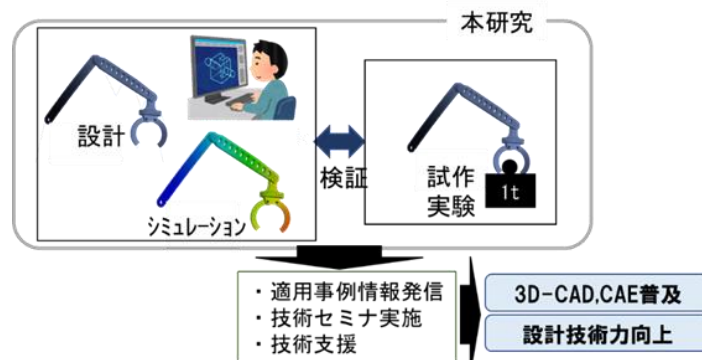 本研究
設計
シミュレーション
検証
試作
実験
1t
・適用事例情報発信
・技術セミナ実施
・技術支援
3D-CAD,CAE普及
設計技術力向上